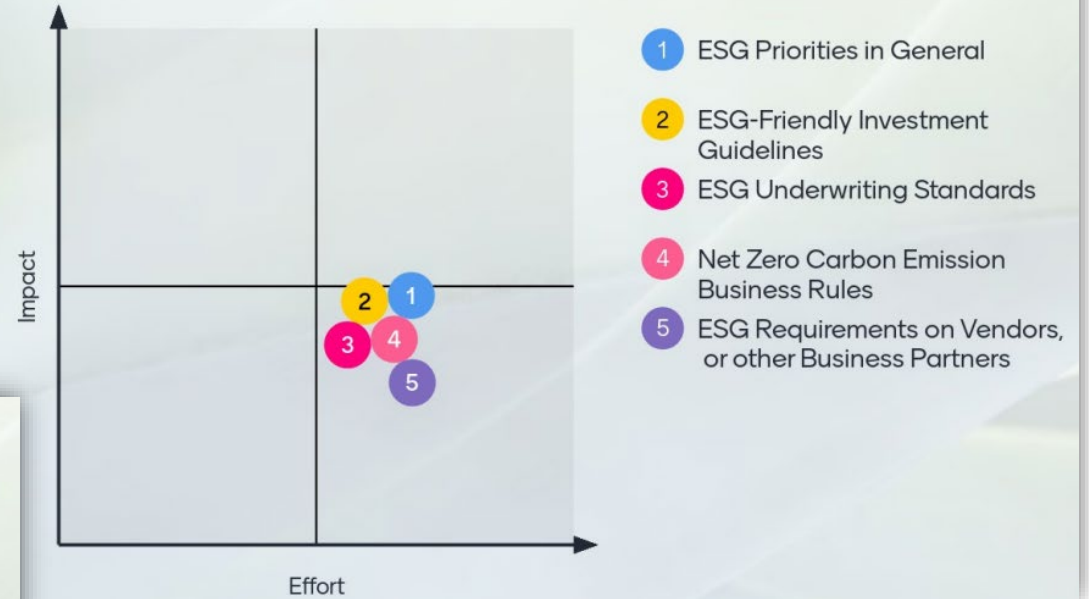 Impact
2
1
3
4
5
Effort
1 ESG Priorities in General
2 ESG-Friendly Investment
Guidelines
3 ESG Underwriting Standards
4 Net Zero Carbon Emission
Business Rules
5 ESG Requirements on Vendors,
or other Business Partners